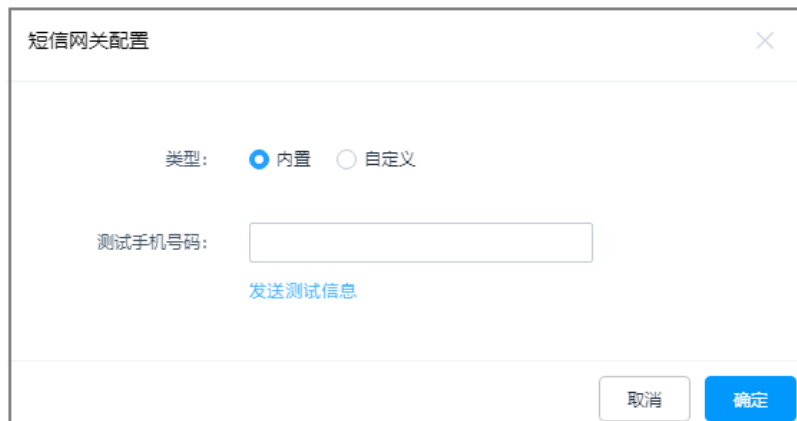 短信网关配置
类型： 内置 自定义
测试手机号码：
发送测试信息
取消 确定